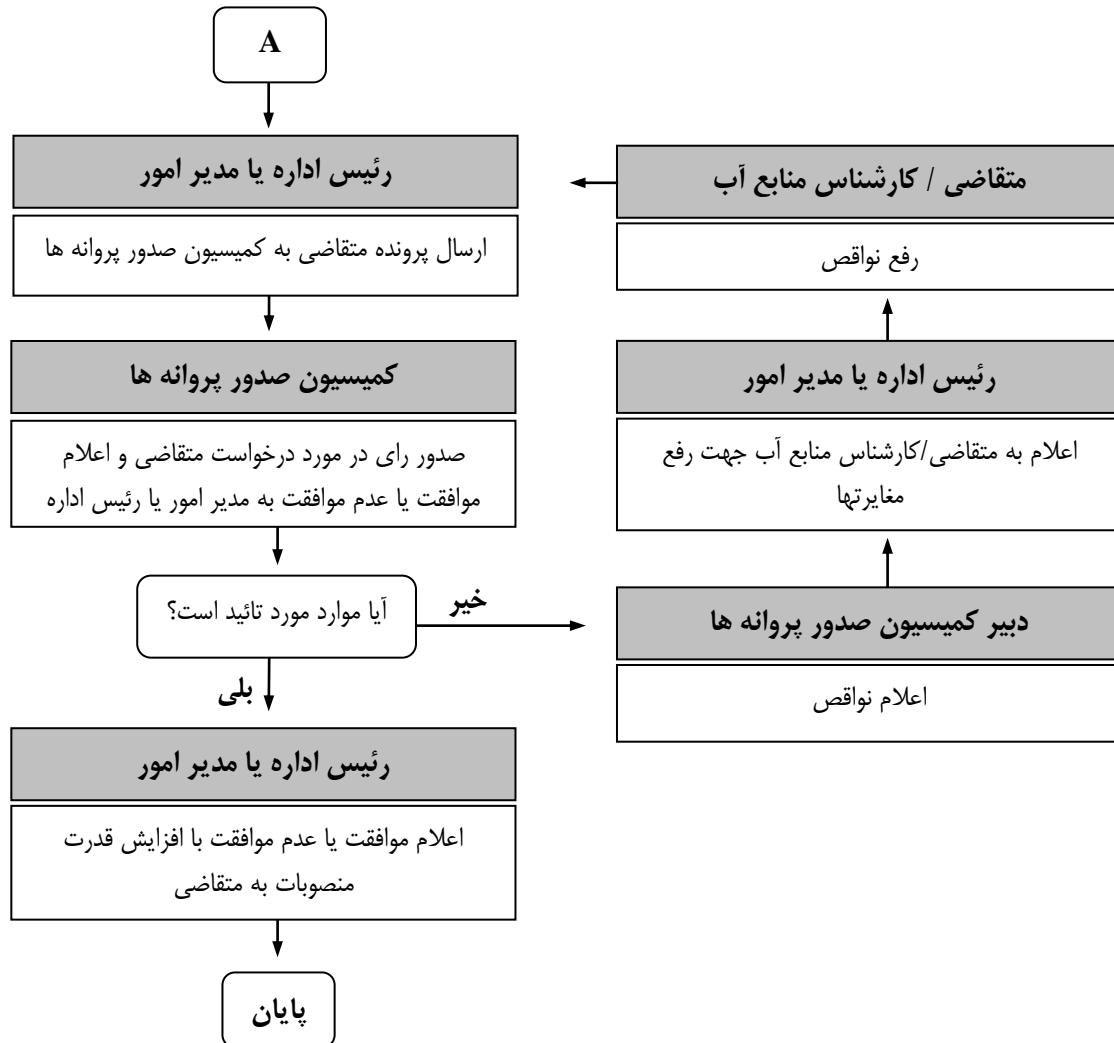 A
رئیس اداره یا مدیر امور
ارسال پرونده متقاضی به کمیسیون صدور پروانه ها
کمیسیون صدور پروانه ها
صدور رای در مورد درخواست متقاضی و اعلام
موافقت یا عدم موافقت به مدیر امور یا رئیس اداره
آیا موارد مورد تائید است؟
خیر
بلی
رئیس اداره یا مدیر امور
اعلام موافقت یا عدم موافقت با افزایش قدرت
منصوبات به متقاضی
پایان
دبیر کمیسیون صدور پروانه ها
اعلام نواقص
رئیس اداره یا مدیر امور
اعلام به متقاضی/کارشناس منابع آب جهت رفع
مغایرتها
متقاضی / کارشناس منابع آب
رفع نواقص